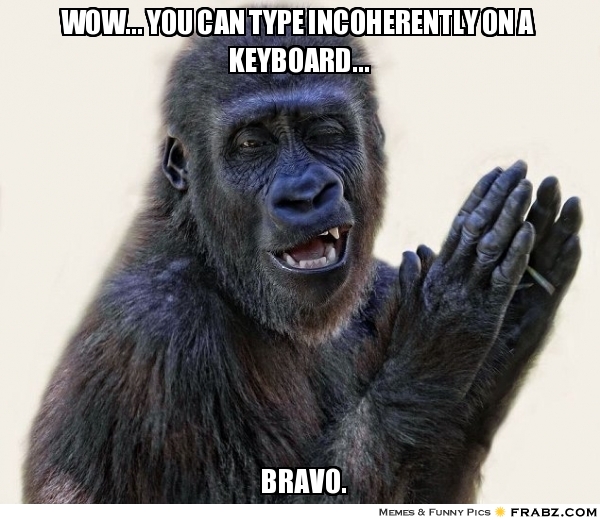 WOW... YOU CAN TYPE INCOHERENTLY ON A
KEYBOARD...
BRAVO.
MEMES & FUNNY PICS FRABZ.COM